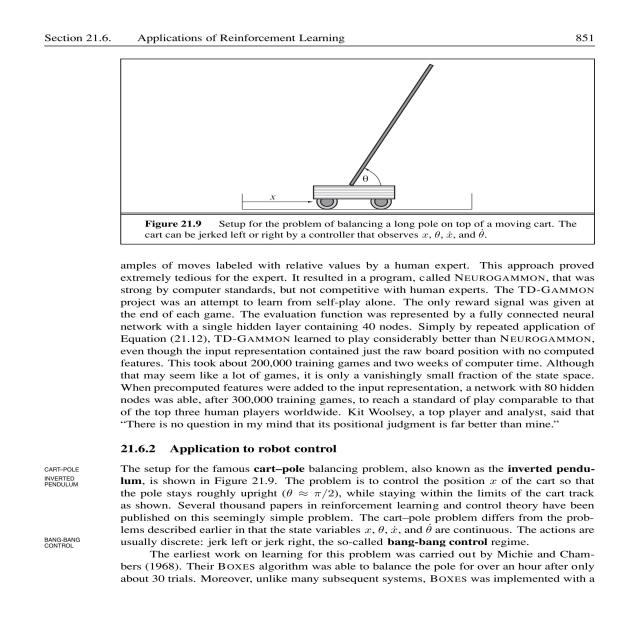 Section 21.6. Applications of Reinforcement Learning 851
θ
x
Figure 21.9 Setup for the problem of balancing a long pole on top of a moving cart. The
cart can be jerked left or right by a controller that observes x, θ, ẋ, and θ̇.
amples of moves labeled with relative values by a human expert. This approach proved
extremely tedious for the expert. It resulted in a program, called NEUROGAMMON, that was
strong by computer standards, but not competitive with human experts. The TD-GAMMON
project was an attempt to learn from self-play alone. The only reward signal was given at
the end of each game. The evaluation function was represented by a fully connected neural
network with a single hidden layer containing 40 nodes. Simply by repeated application of
Equation (21.12), TD-GAMMON learned to play considerably better than NEUROGAMMON,
even though the input representation contained just the raw board position with no computed
features. This took about 200,000 training games and two weeks of computer time. Although
that may seem like a lot of games, it is only a vanishingly small fraction of the state space.
When precomputed features were added to the input representation, a network with 80 hidden
nodes was able, after 300,000 training games, to reach a standard of play comparable to that
of the top three human players worldwide. Kit Woolsey, a top player and analyst, said that
“There is no question in my mind that its positional judgment is far better than mine.”
21.6.2 Application to robot control
CART–POLE
INVERTED
PENDULUM
The setup for the famous cart–pole balancing problem, also known as the inverted pendu-
lum, is shown in Figure 21.9. The problem is to control the position x of the cart so that
the pole stays roughly upright (θ ≈ π/2), while staying within the limits of the cart track
as shown. Several thousand papers in reinforcement learning and control theory have been
published on this seemingly simple problem. The cart–pole problem differs from the prob-
lems described earlier in that the state variables x, θ, ẋ, and θ̇ are continuous. The actions are
usually discrete: jerk left or jerk right, the so-called bang-bang control regime.
BANG-BANG
CONTROL
The earliest work on learning for this problem was carried out by Michie and Cham-
bers (1968). Their BOXES algorithm was able to balance the pole for over an hour after only
about 30 trials. Moreover, unlike many subsequent systems, BOXES was implemented with a